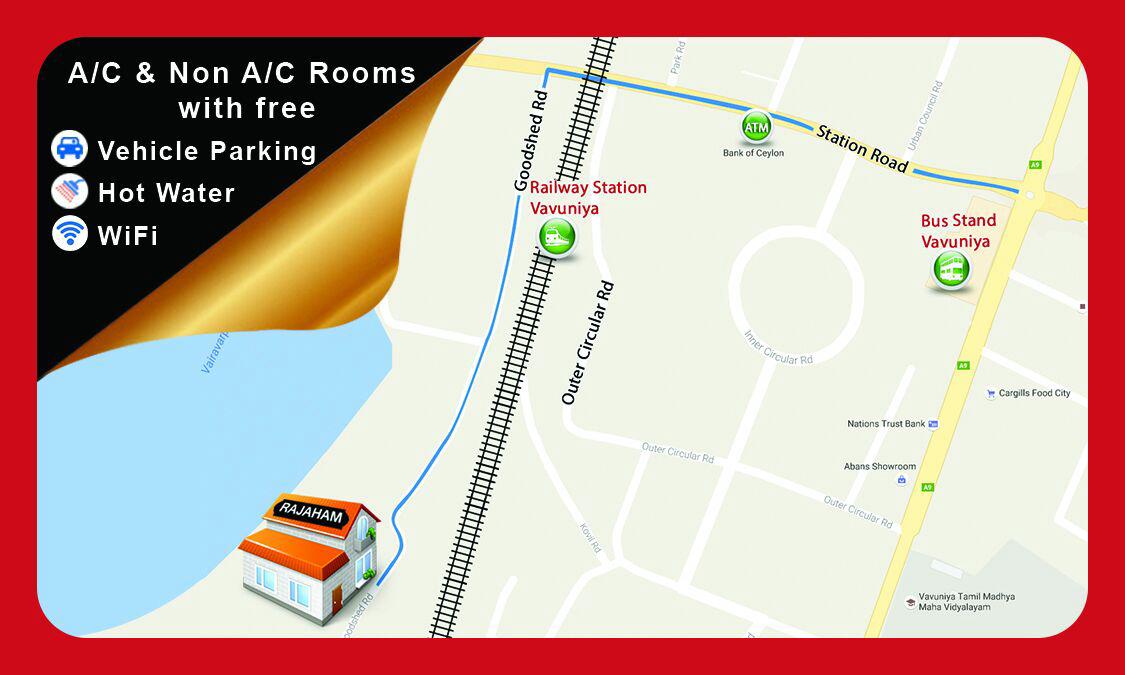 A/C & Non A/C Rooms
with free
Vehicle Parking
Hot Water
WiFi
Goodshed Rd
Park Rd
ATM
Bank of Ceylon
Station Road
Urban Council Rd
A9
Railway Station
Vavuniya
Bus Stand
Vavuniya
Outer Circular Rd
Inner Circular Rd
A9
Cargills Food City
Nations Trust Bank
Outer Circular Rd
Abans Showroom
A9
Outer Circular Rd
RAJAHAM
Kovil Rd
Vavuniya Tamil Madhya
Maha Vidyalayam
oodshed Rd